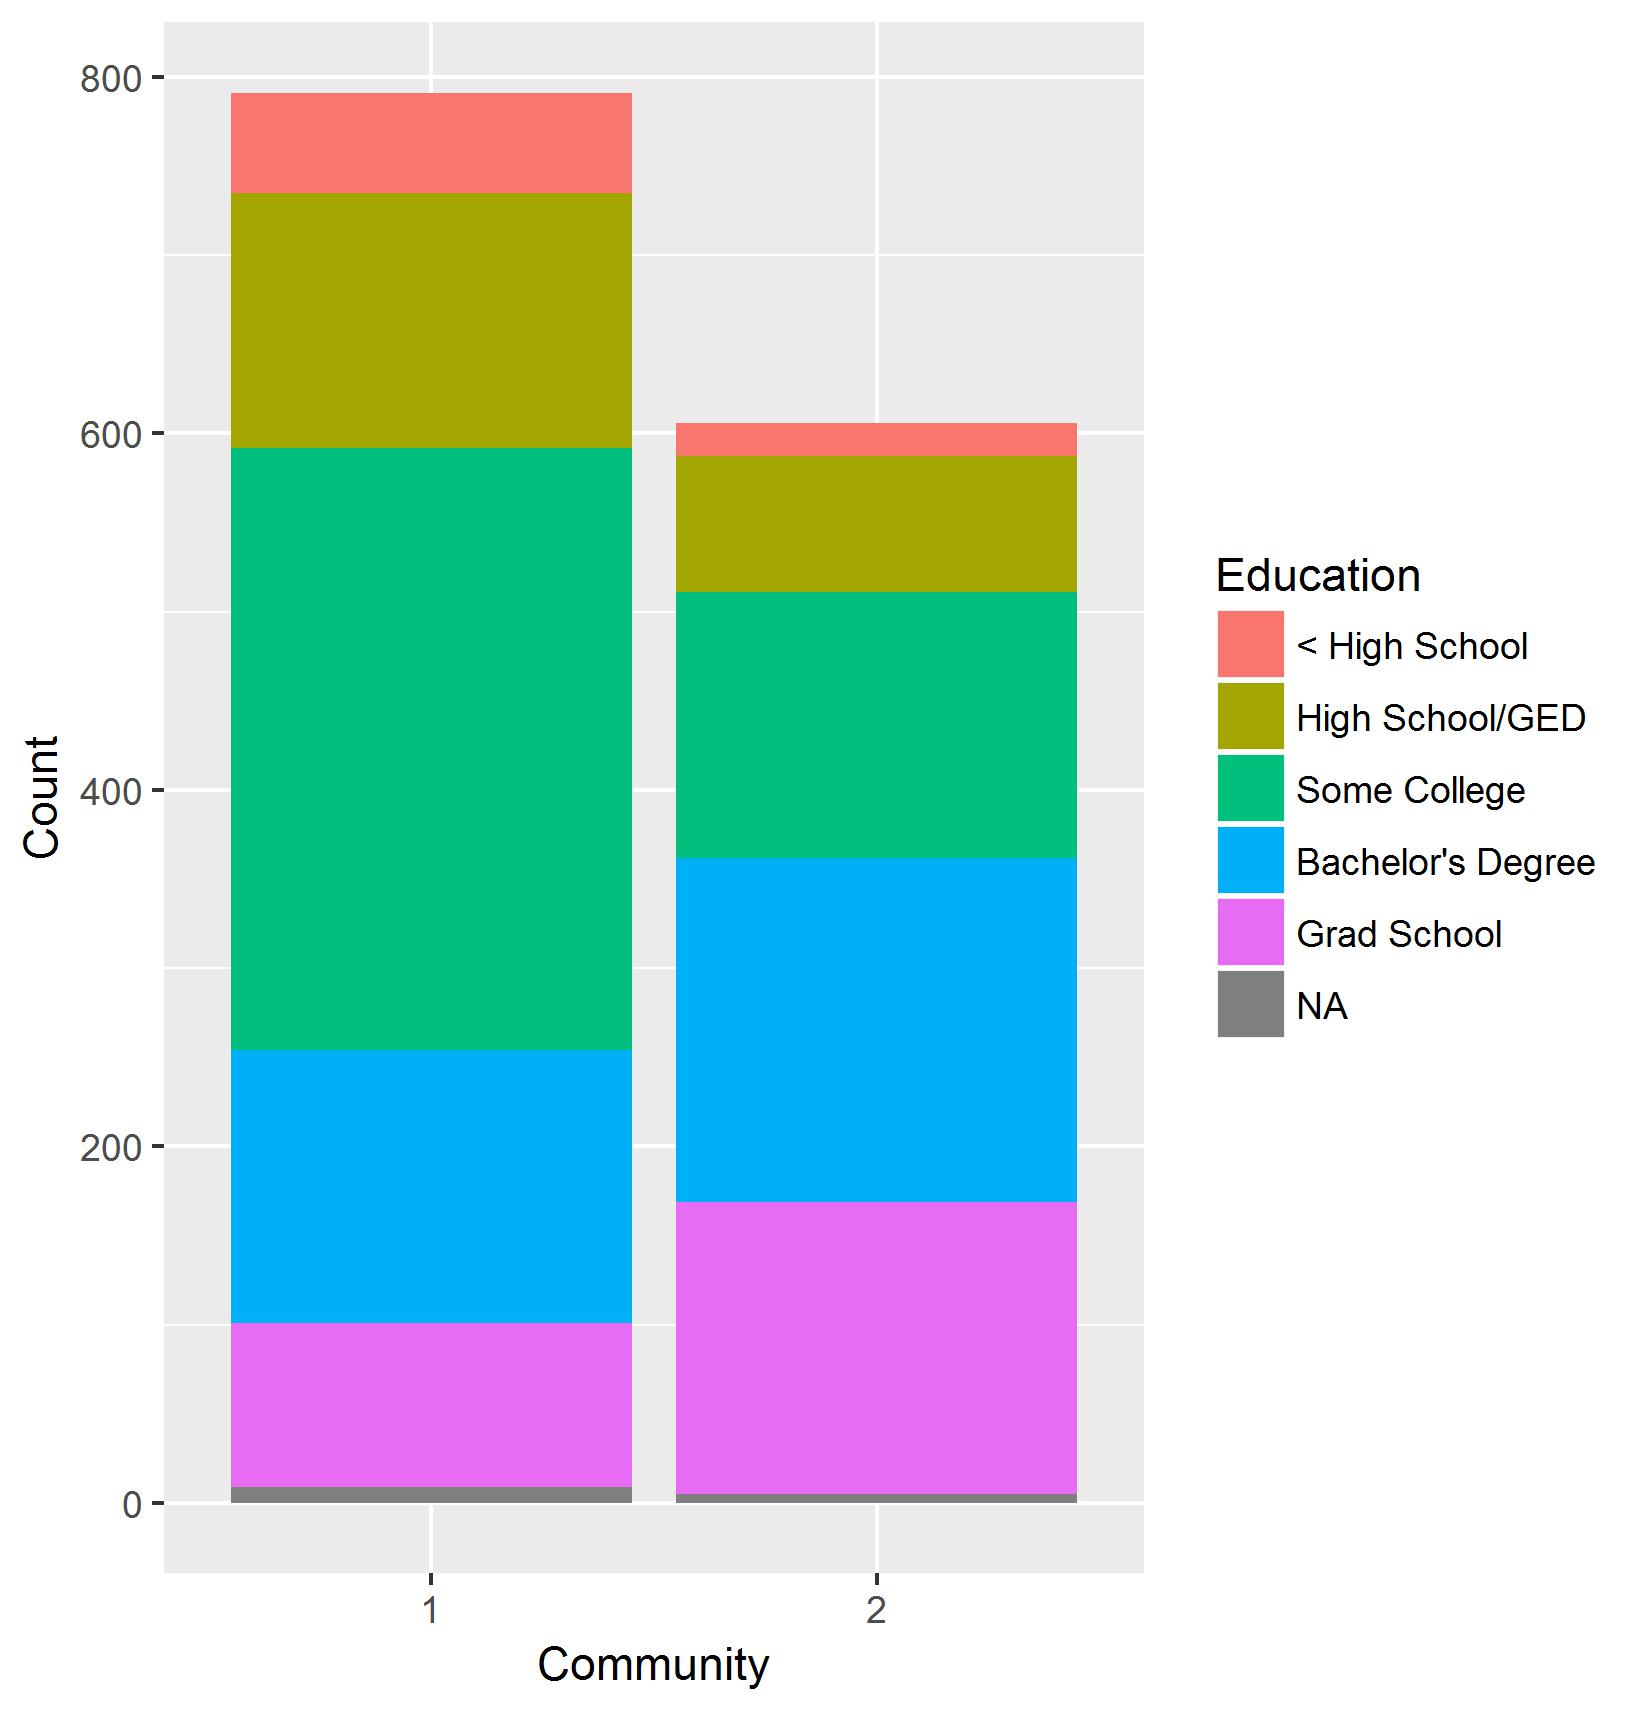 800
600
400
200
0
Count
1
2
Community
Education
< High School
High School/GED
Some College
Bachelor's Degree
Grad School
NA